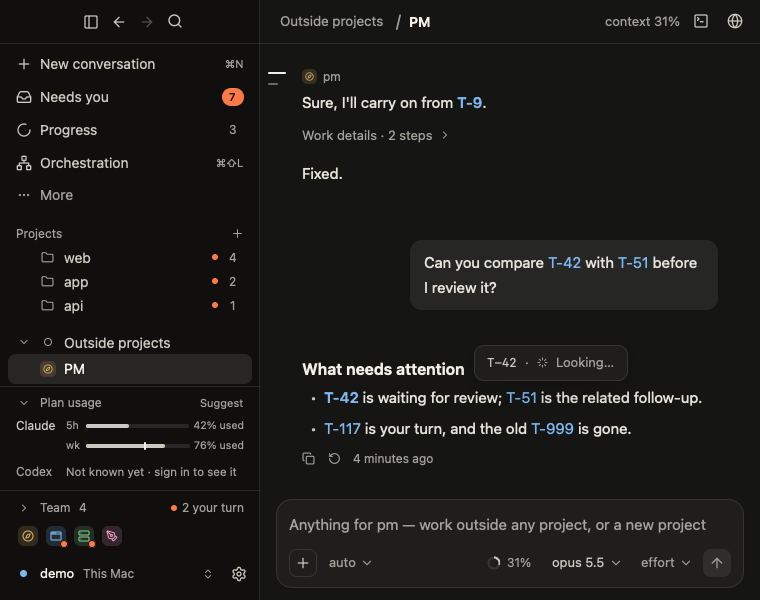 Outside projects / PM
context 31%
New conversation ⌘N
Needs you 7
Progress 3
Orchestration ⌘⇧L
More
Projects
web 4
app 2
api 1
Outside projects
PM
Plan usage Suggest
Claude 5h 42% used
wk 76% used
Codex Not known yet · sign in to see it
Team 4 2 your turn
demo This Mac
pm
Sure, I'll carry on from T-9.
Work details · 2 steps
Fixed.
Can you compare T-42 with T-51 before
I review it?
What needs attention
T-42 · Looking...
• T-42 is waiting for review; T-51 is the related follow-up.
• T-117 is your turn, and the old T-999 is gone.
4 minutes ago
Anything for pm — work outside any project, or a new project
auto 31% opus 5.5 effort